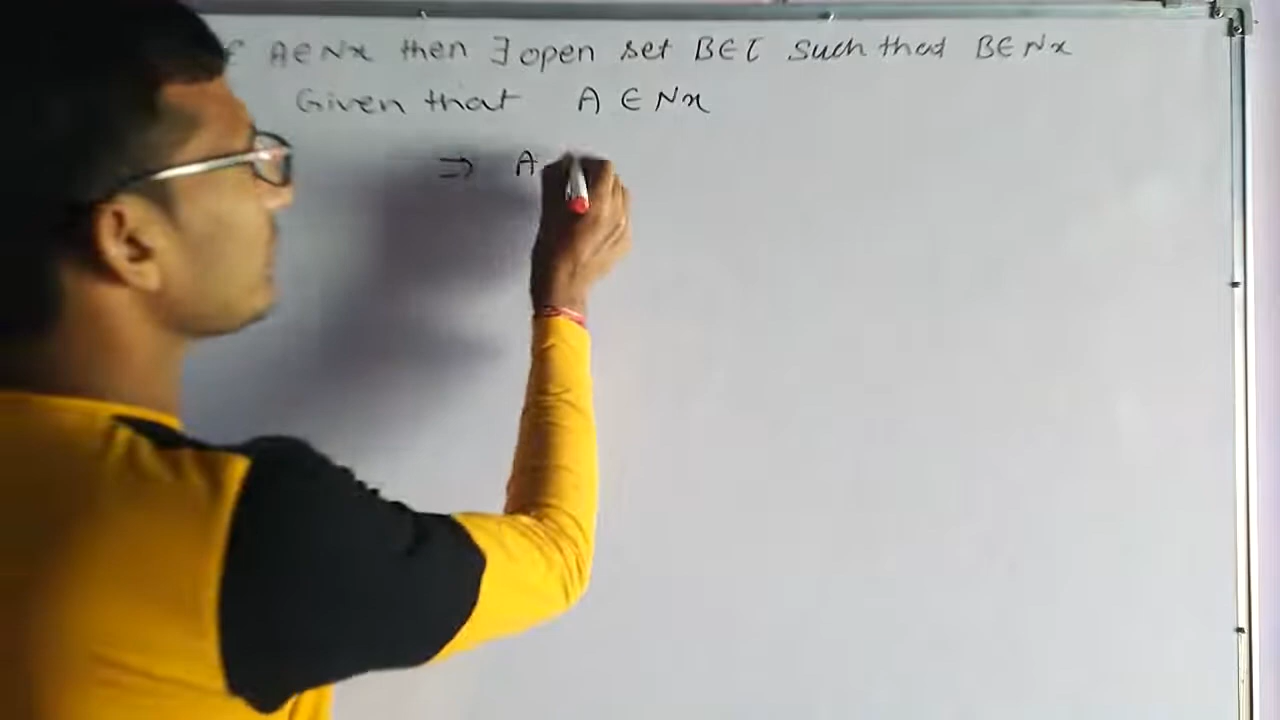 A∈Nx then ∃ open set B∈τ such that B∈Nx
Given that A ∈ Nx
⇒ A